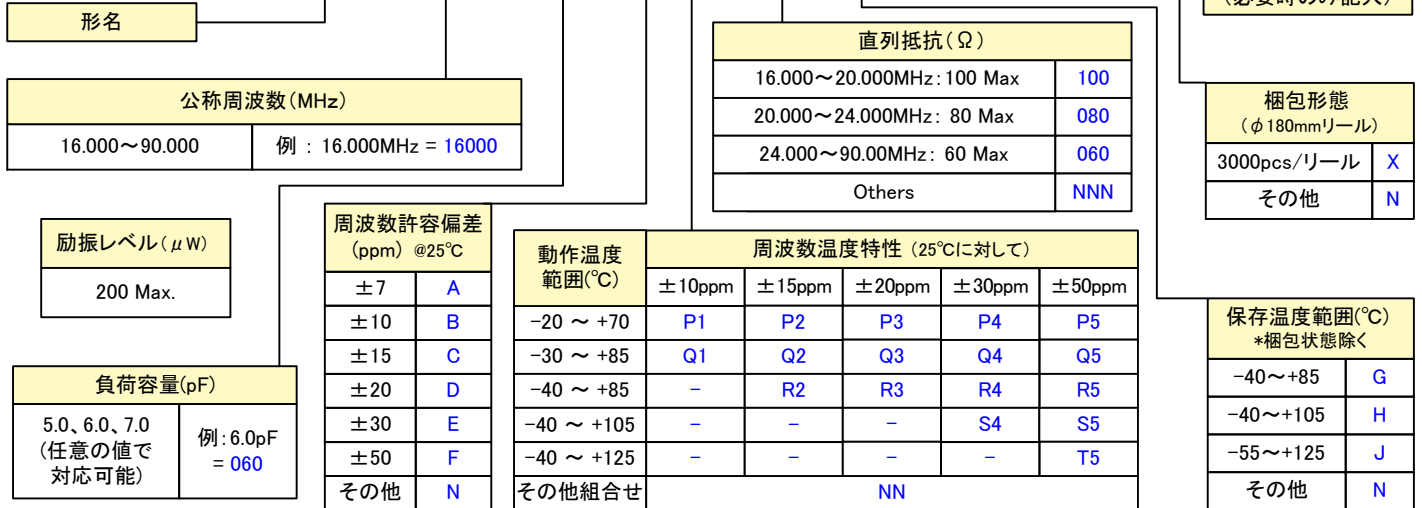 (必要時のみ記入)
形名
公称周波数(MHz)
16.000～90.000 例 : 16.000MHz = 16000
励振レベル(μW)
200 Max.
負荷容量(pF)
5.0、6.0、7.0
(任意の値で
対応可能)
例:6.0pF
= 060
周波数許容偏差
(ppm) @25℃
±7 A
±10 B
±15 C
±20 D
±30 E
±50 F
その他 N
直列抵抗(Ω)
16.000～20.000MHz: 100 Max 100
20.000～24.000MHz: 80 Max 080
24.000～90.00MHz: 60 Max 060
Others NNN
動作温度
範囲(℃)
周波数温度特性 (25℃に対して)
±10ppm ±15ppm ±20ppm ±30ppm ±50ppm
-20 ～ +70 P1 P2 P3 P4 P5
-30 ～ +85 Q1 Q2 Q3 Q4 Q5
-40 ～ +85 - R2 R3 R4 R5
-40 ～ +105 - - - S4 S5
-40 ～ +125 - - - - T5
その他組合せ NN
梱包形態
(φ180mmリール)
3000pcs/リール X
その他 N
保存温度範囲(℃)
*梱包状態除く
-40～+85 G
-40～+105 H
-55～+125 J
その他 N